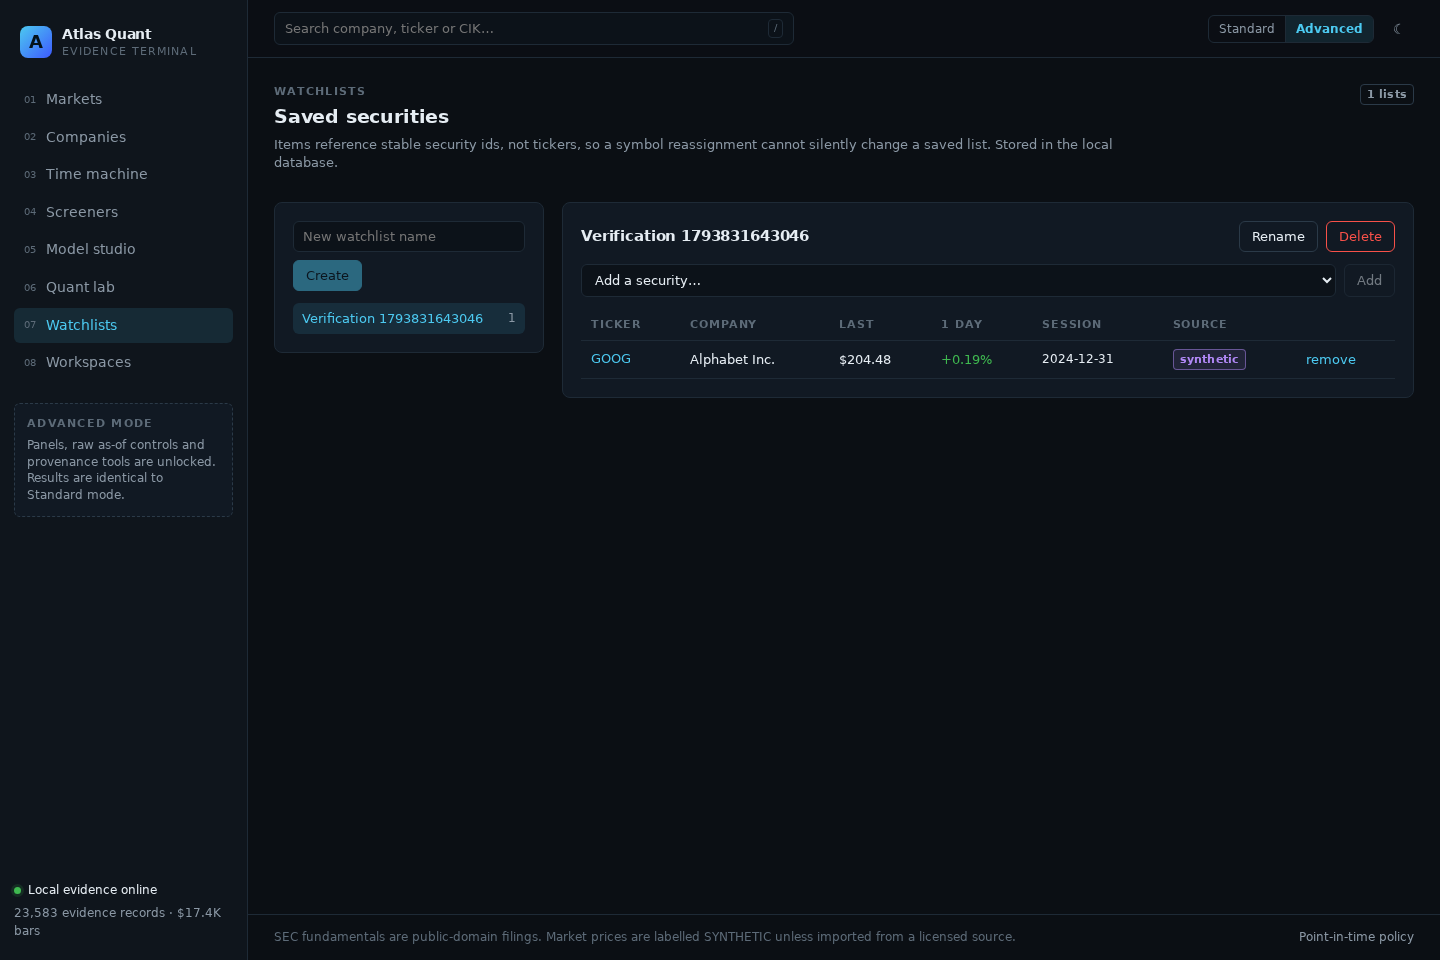 A
Atlas Quant
EVIDENCE TERMINAL
01 Markets
02 Companies
03 Time machine
04 Screeners
05 Model studio
06 Quant lab
07 Watchlists
08 Workspaces
ADVANCED MODE
Panels, raw as-of controls and
provenance tools are unlocked.
Results are identical to
Standard mode.
Local evidence online
23,583 evidence records · $17.4K
bars
Search company, ticker or CIK...
/
Standard
Advanced
WATCHLISTS
1 lists
Saved securities
Items reference stable security ids, not tickers, so a symbol reassignment cannot silently change a saved list. Stored in the local
database.
New watchlist name
Create
Verification 1793831643046 1
Verification 1793831643046
Rename
Delete
Add a security...
Add
TICKER COMPANY LAST 1 DAY SESSION SOURCE
GOOG Alphabet Inc. $204.48 +0.19% 2024-12-31 synthetic remove
SEC fundamentals are public-domain filings. Market prices are labelled SYNTHETIC unless imported from a licensed source.
Point-in-time policy